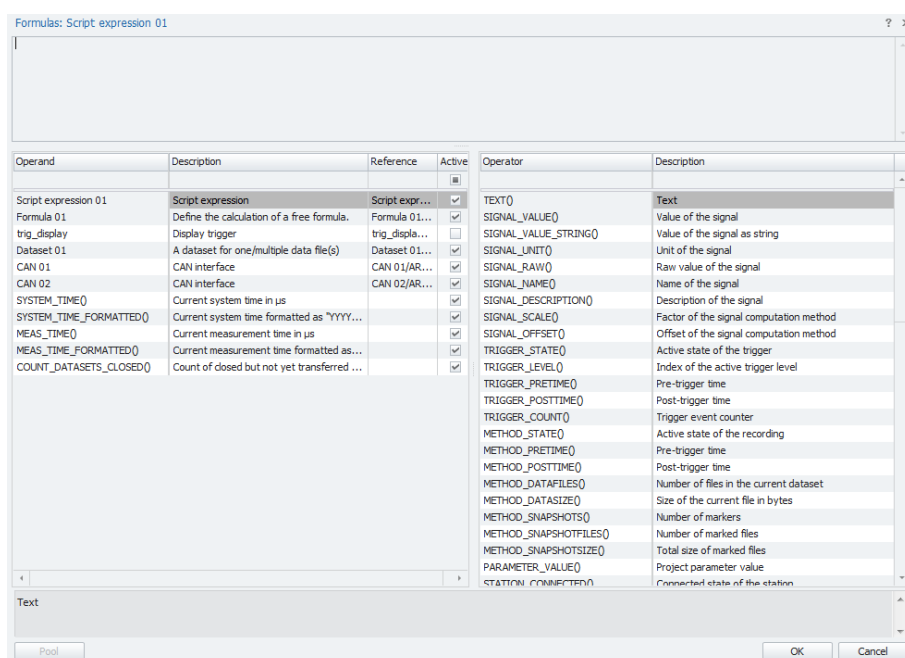 Formulas: Script expression 01 ?
Operand Description Reference Active
Script expression 01 Script expression Script expr...
Formula 01 Define the calculation of a free formula. Formula 01...
trig_display Display trigger trig_displa...
Dataset 01 A dataset for one/multiple data file(s) Dataset 01...
CAN 01 CAN interface CAN 01/AR...
CAN 02 CAN interface CAN 02/AR...
SYSTEM_TIME() Current system time in µs
SYSTEM_TIME_FORMATTED() Current system time formatted as "YYYY...
MEAS_TIME() Current measurement time in µs
MEAS_TIME_FORMATTED() Current measurement time formatted as...
COUNT_DATASETS_CLOSED() Count of closed but not yet transferred ...
Operator Description
TEXT() Text
SIGNAL_VALUE() Value of the signal
SIGNAL_VALUE_STRING() Value of the signal as string
SIGNAL_UNIT() Unit of the signal
SIGNAL_RAW() Raw value of the signal
SIGNAL_NAME() Name of the signal
SIGNAL_DESCRIPTION() Description of the signal
SIGNAL_SCALE() Factor of the signal computation method
SIGNAL_OFFSET() Offset of the signal computation method
TRIGGER_STATE() Active state of the trigger
TRIGGER_LEVEL() Index of the active trigger level
TRIGGER_PRETIME() Pre-trigger time
TRIGGER_POSTTIME() Post-trigger time
TRIGGER_COUNT() Trigger event counter
METHOD_STATE() Active state of the recording
METHOD_PRETIME() Pre-trigger time
METHOD_POSTTIME() Post-trigger time
METHOD_DATAFILES() Number of files in the current dataset
METHOD_DATASIZE() Size of the current file in bytes
METHOD_SNAPSHOTS() Number of markers
METHOD_SNAPSHOTFILES() Number of marked files
METHOD_SNAPSHOTSIZE() Total size of marked files
PARAMETER_VALUE() Project parameter value
STATION_CONNECTED() Connected state of the station
Text
Pool OK Cancel